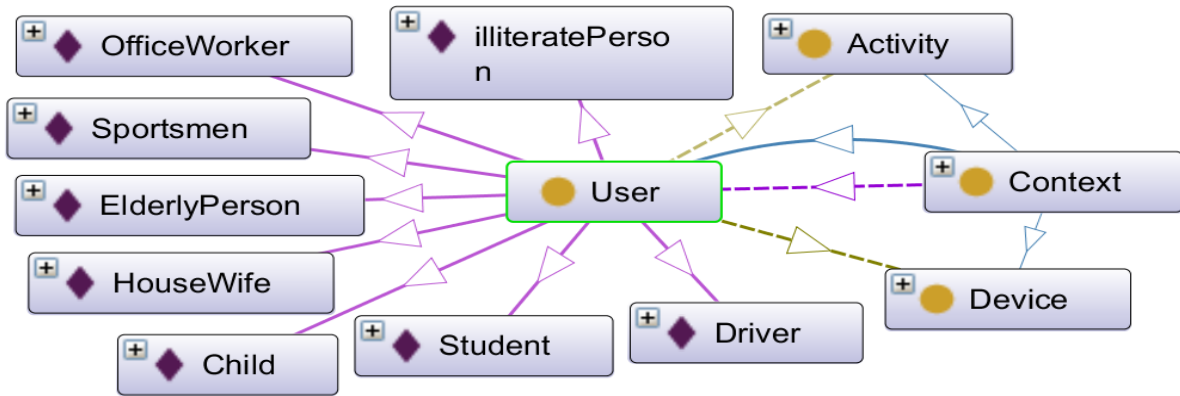 OfficeWorker
illiteratePerso
n
Activity
Sportsmen
User
Context
ElderlyPerson
HouseWife
Device
Child
Student
Driver